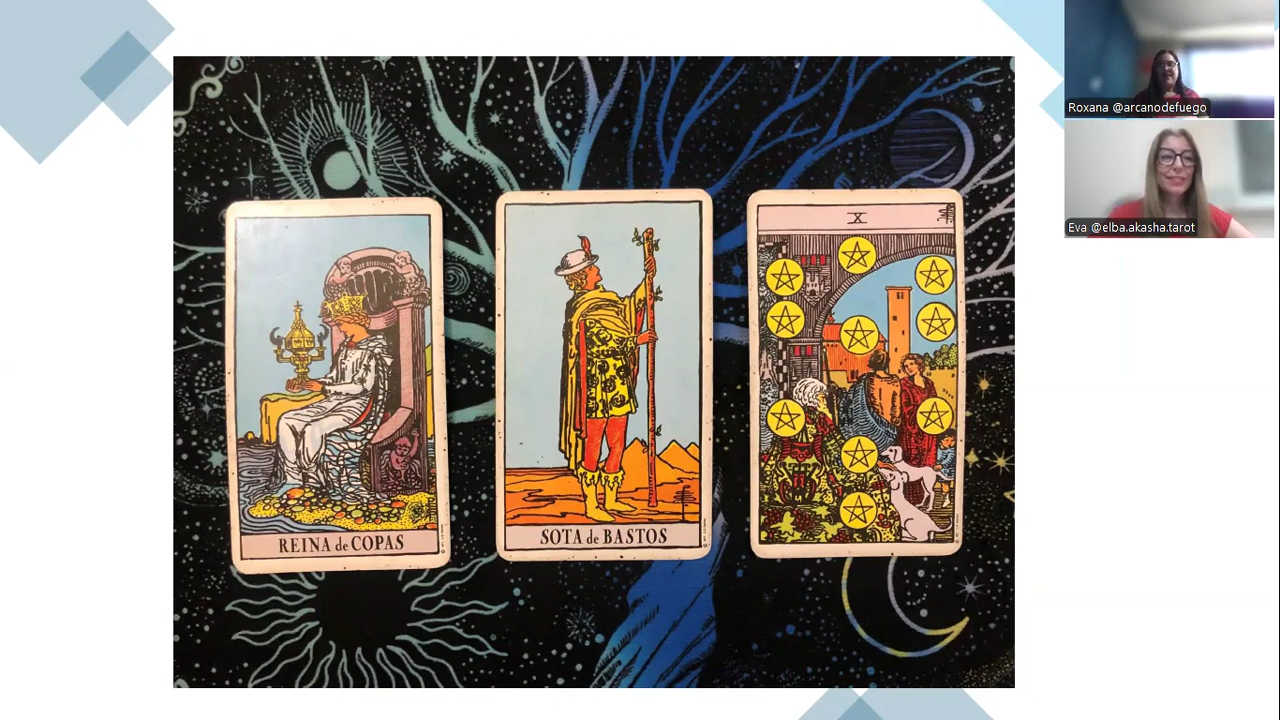 Roxana @arcanodefuego
Eva @elba.akasha.tarot
X
REINA de COPAS
SOTA de BASTOS